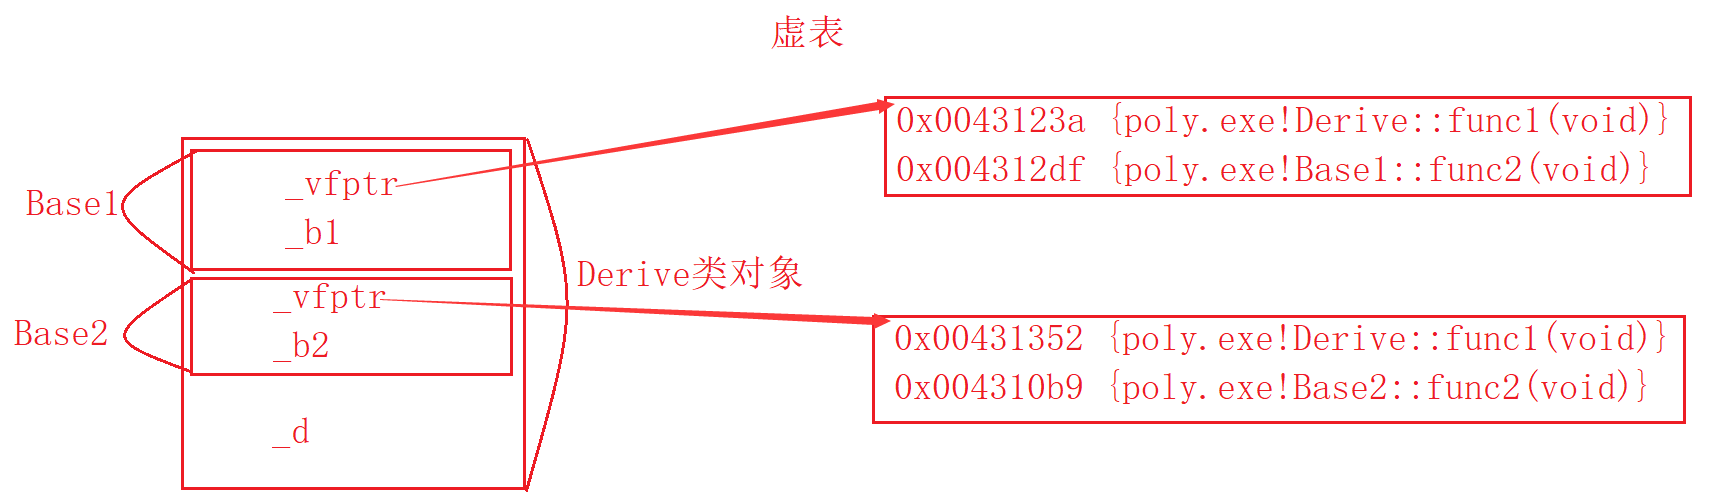 虚表
0x0043123a {poly.exe!Derive::func1(void)}
0x004312df {poly.exe!Base1::func2(void)}
Base1
_vfptr
_b1
Derive类对象
Base2
_vfptr
_b2
0x00431352 {poly.exe!Derive::func1(void)}
0x004310b9 {poly.exe!Base2::func2(void)}
_d